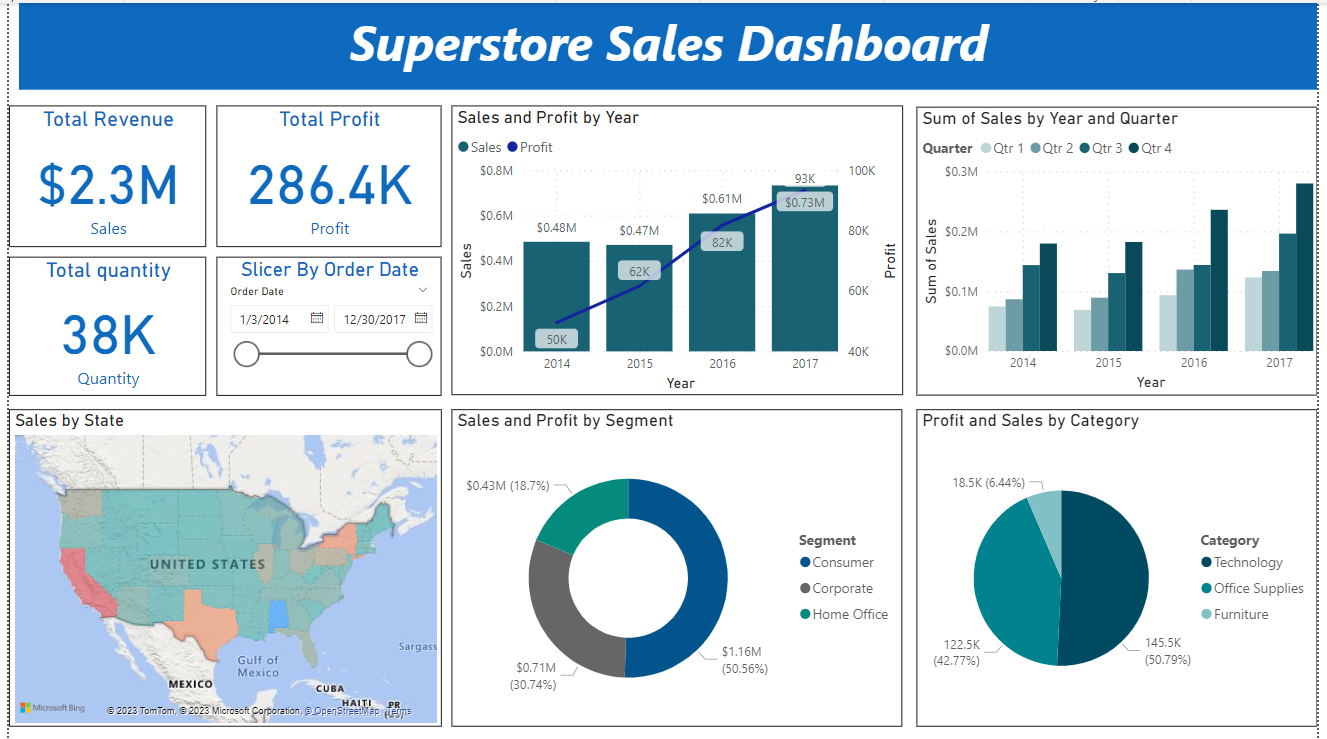 Superstore Sales Dashboard
Total Revenue
$2.3M
Sales
Total Profit
286.4K
Profit
Total quantity
38K
Quantity
Slicer By Order Date
Order Date
1/3/2014
12/30/2017
Sales and Profit by Year
Sales Profit
$0.8M
$0.6M
$0.4M
$0.2M
$0.0M
Sales
$0.48M
$0.47M
$0.61M
93K
$0.73M
82K
62K
50K
100K
80K
60K
40K
Profit
2014 2015 2016 2017
Year
Sum of Sales by Year and Quarter
Quarter Qtr 1 Qtr 2 Qtr 3 Qtr 4
$0.3M
$0.2M
$0.1M
$0.0M
Sum of Sales
2014 2015 2016 2017
Year
Sales by State
UNITED STATES
Sargass
Gulf of
Mexico
MEXICO
CUBA
HAITI
PR
(US)
Microsoft Bing
© 2023 TomTom, © 2023 Microsoft Corporation, © OpenStreetMap Terms
Sales and Profit by Segment
$0.43M (18.7%)
$0.71M
(30.74%)
$1.16M
(50.56%)
Segment
Consumer
Corporate
Home Office
Profit and Sales by Category
18.5K (6.44%)
122.5K
(42.77%)
145.5K
(50.79%)
Category
Technology
Office Supplies
Furniture